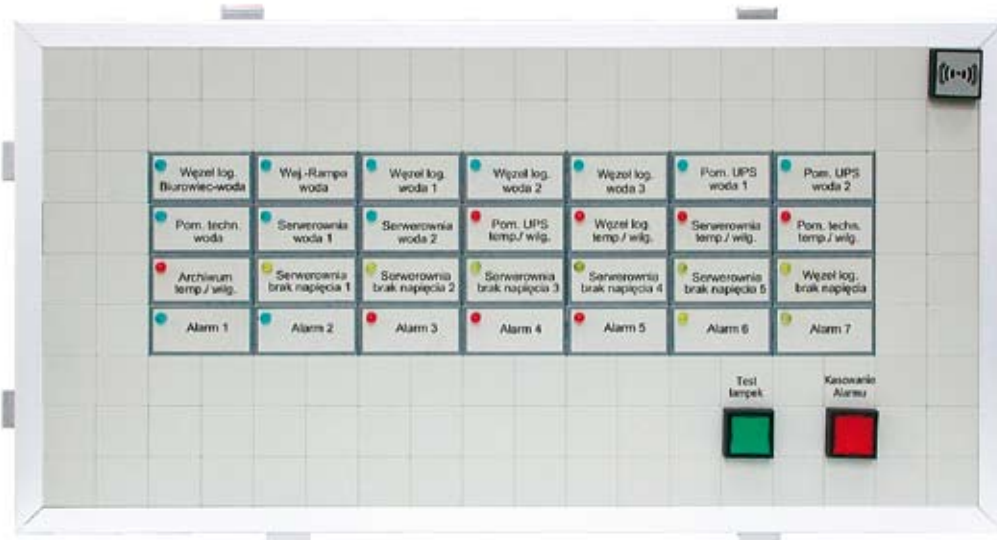 Węzeł log.
Biurowiec-woda
Wej.-Rampa
woda
Węzeł log.
woda 1
Węzeł log.
woda 2
Węzeł log.
woda 3
Pom. UPS
woda 1
Pom. UPS
woda 2
Pom. techn.
woda
Serwerownia
woda 1
Serwerownia
woda 2
Pom. UPS
temp./ wilg.
Węzeł log.
temp./ wilg.
Serwerownia
temp./ wilg.
Pom. techn.
temp./ wilg.
Archiwum
temp./ wilg.
Serwerownia
brak napięcia 1
Serwerownia
brak napięcia 2
Serwerownia
brak napięcia 3
Serwerownia
brak napięcia 4
Serwerownia
brak napięcia 5
Węzeł log.
brak napięcia
Alarm 1
Alarm 2
Alarm 3
Alarm 4
Alarm 5
Alarm 6
Alarm 7
Test
lampek
Kasowanie
Alarmu